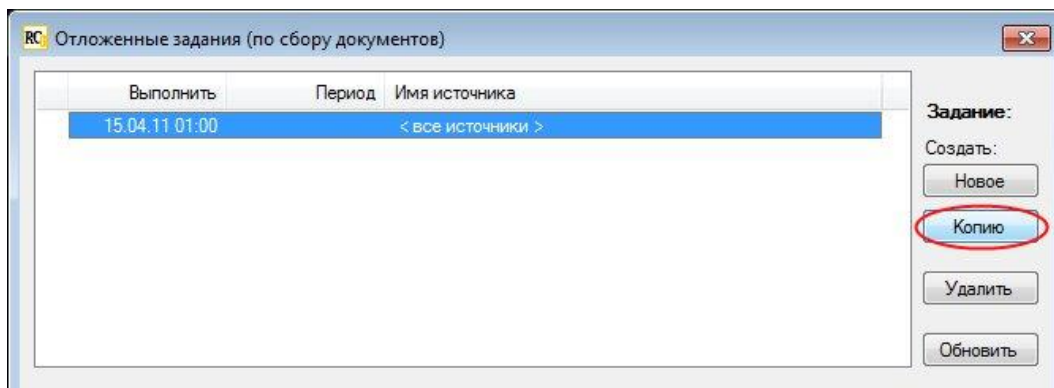 RC Отложенные задания (по сбору документов)
Выполнить Период Имя источника
15.04.11 01:00 < все источники >
Задание:
Создать:
Новое
Копию
Удалить
Обновить